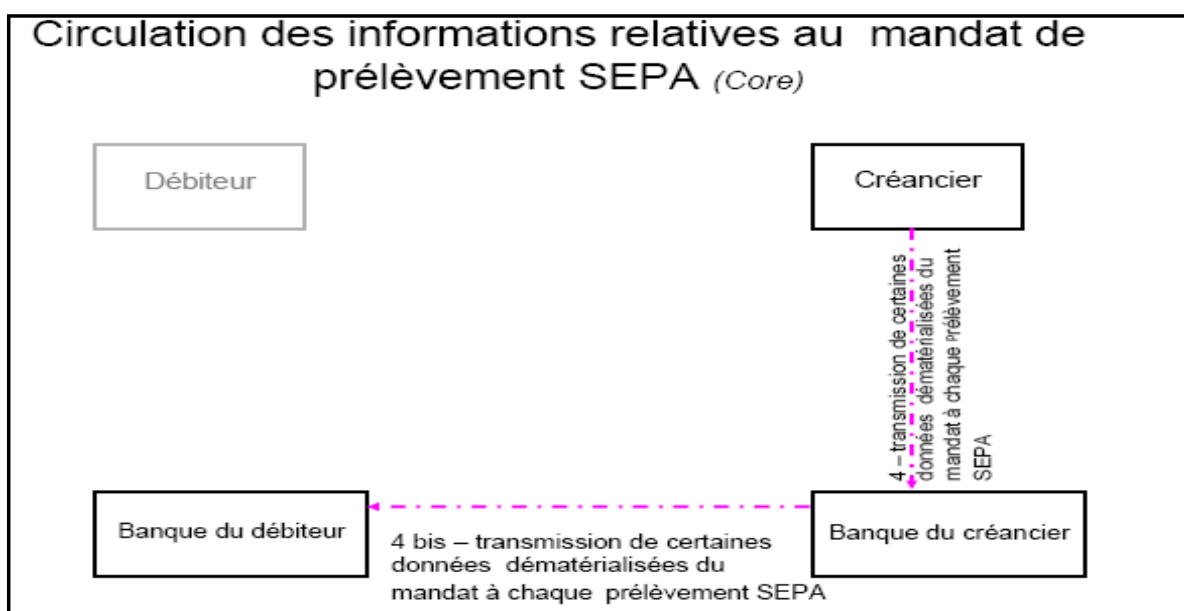 Circulation des informations relatives au mandat de
prélèvement SEPA (Core)
Débiteur
Créancier
4 – transmission de certaines
données dématérialisées du
mandat à chaque prélèvement
SEPA
Banque du débiteur
Banque du créancier
4 bis – transmission de certaines
données dématérialisées du
mandat à chaque prélèvement SEPA